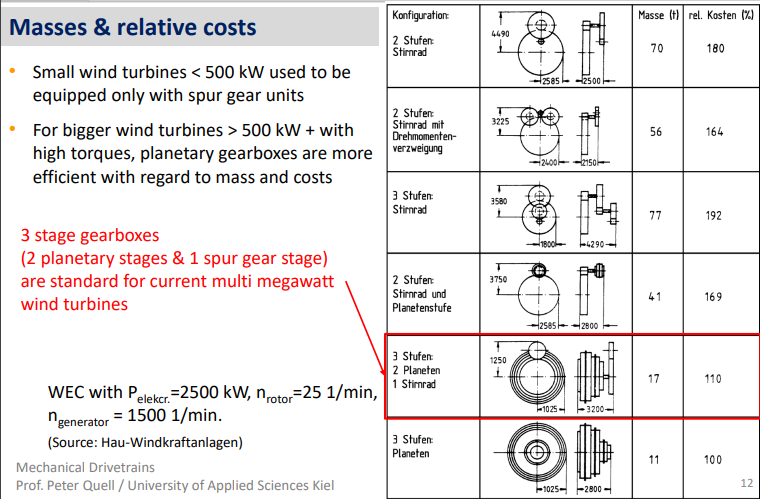 Masses & relative costs
• Small wind turbines < 500 kW used to be
equipped only with spur gear units
• For bigger wind turbines > 500 kW + with
high torques, planetary gearboxes are more
efficient with regard to mass and costs
3 stage gearboxes
(2 planetary stages & 1 spur gear stage)
are standard for current multi megawatt
wind turbines
WEC with Pelekcr.=2500 kW, nrotor=25 1/min,
ngenerator = 1500 1/min.
(Source: Hau-Windkraftanlagen)
Mechanical Drivetrains
Prof. Peter Quell / University of Applied Sciences Kiel
Konfiguration:
Masse (t)
rel. Kosten (%)
2 Stufen:
Stirnrad
4490
2585
2500
70
180
2 Stufen:
Stirnrad mit
Drehmomenten-
verzweigung
3225
2400
2150
56
164
3 Stufen:
Stirnrad
3580
1800
4290
77
192
2 Stufen:
Stirnrad und
Planetenstufe
3750
2585
2800
41
169
3 Stufen:
2 Planeten
1 Stirnrad
1250
1025
3200
17
110
3 Stufen:
Planeten
1025
2800
11
100
12